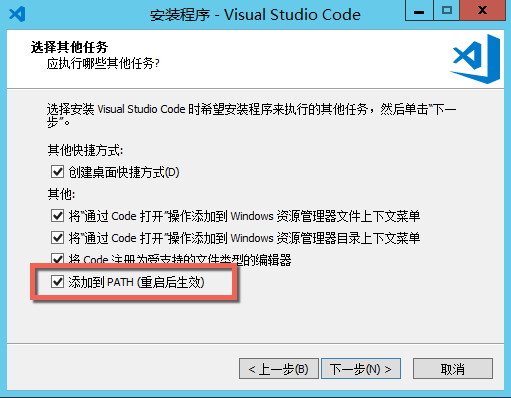 安装程序 - Visual Studio Code
选择其他任务
应执行哪些其他任务?
选择安装 Visual Studio Code 时希望安装程序来执行的其他任务，然后单击“下一
步”。
其他快捷方式:
创建桌面快捷方式(D)
其他:
将“通过 Code 打开”操作添加到 Windows 资源管理器文件上下文菜单
将“通过 Code 打开”操作添加到 Windows 资源管理器目录上下文菜单
将 Code 注册为受支持的文件类型的编辑器
添加到 PATH (重启后生效)
< 上一步(B)
下一步(N) >
取消